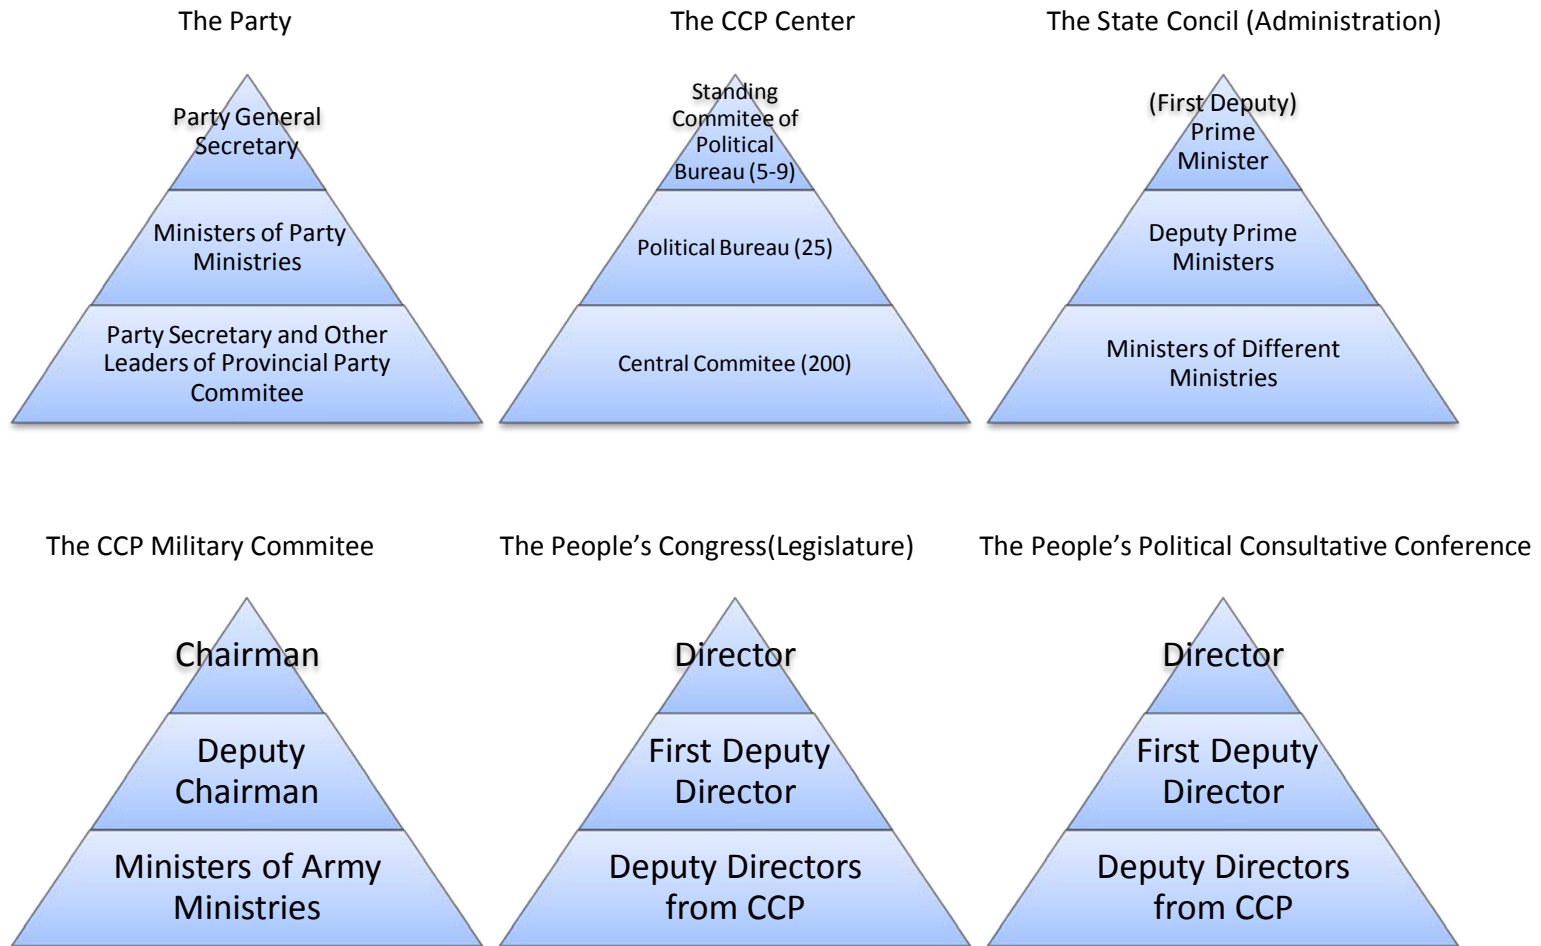 The Party
Party General
Secretary
Ministers of Party
Ministries
Party Secretary and Other
Leaders of Provincial Party
Commitee
The CCP Center
Standing
Commitee of
Political
Bureau (5-9)
Political Bureau (25)
Central Commitee (200)
The State Concil (Administration)
(First Deputy)
Prime
Minister
Deputy Prime
Ministers
Ministers of Different
Ministries
The CCP Military Commitee
Chairman
Deputy
Chairman
Ministers of Army
Ministries
The People’s Congress(Legislature)
Director
First Deputy
Director
Deputy Directors
from CCP
The People’s Political Consultative Conference
Director
First Deputy
Director
Deputy Directors
from CCP